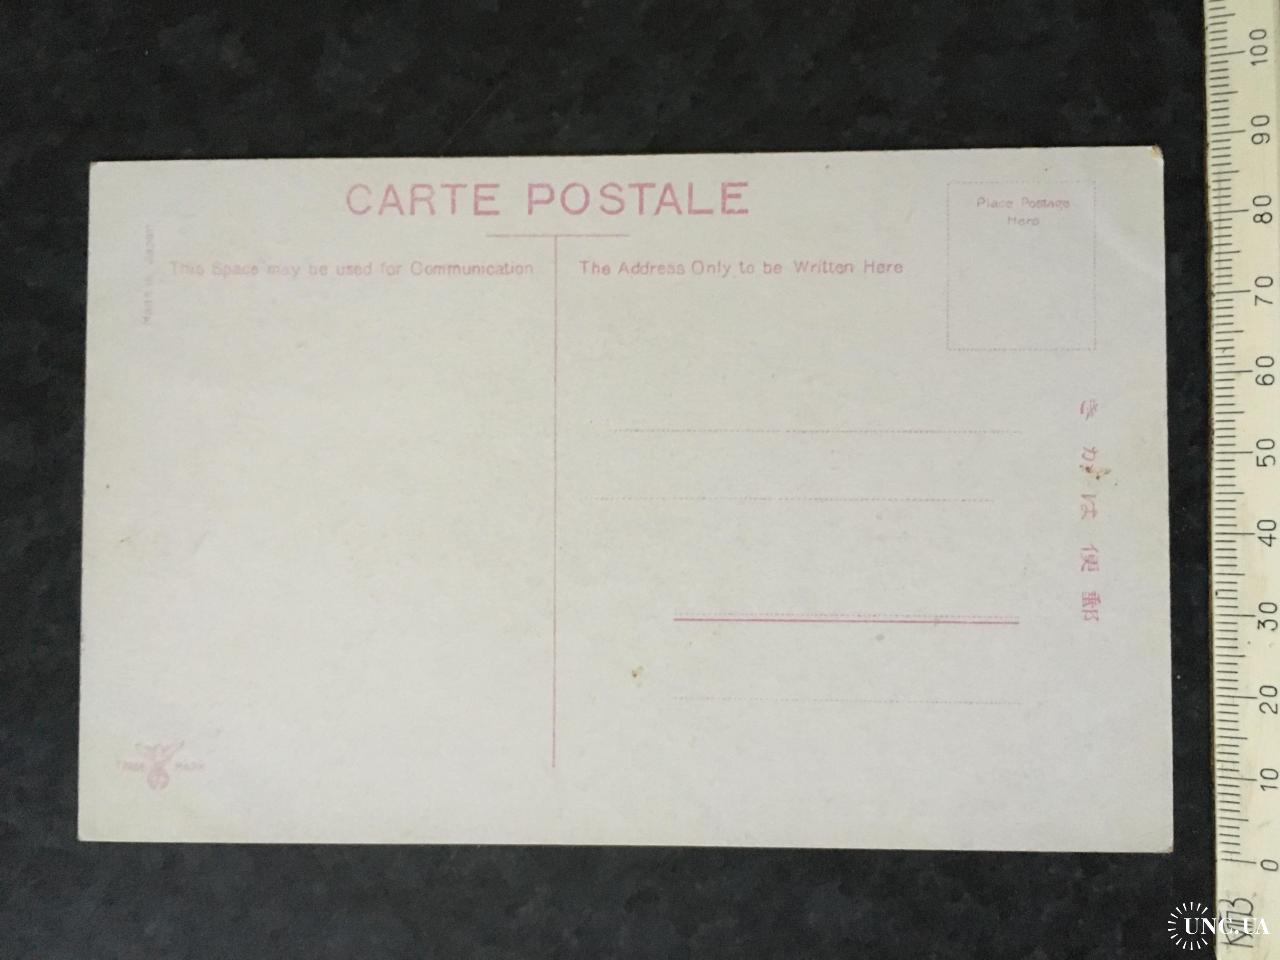 CARTE POSTALE
Place Postage
Here
Made in Japan
This Space may be used for Communication
The Address Only to be Written Here
きかは便郵
TRADE MARK
100
90
80
70
60
50
40
30
20
10
0
UNC.UA